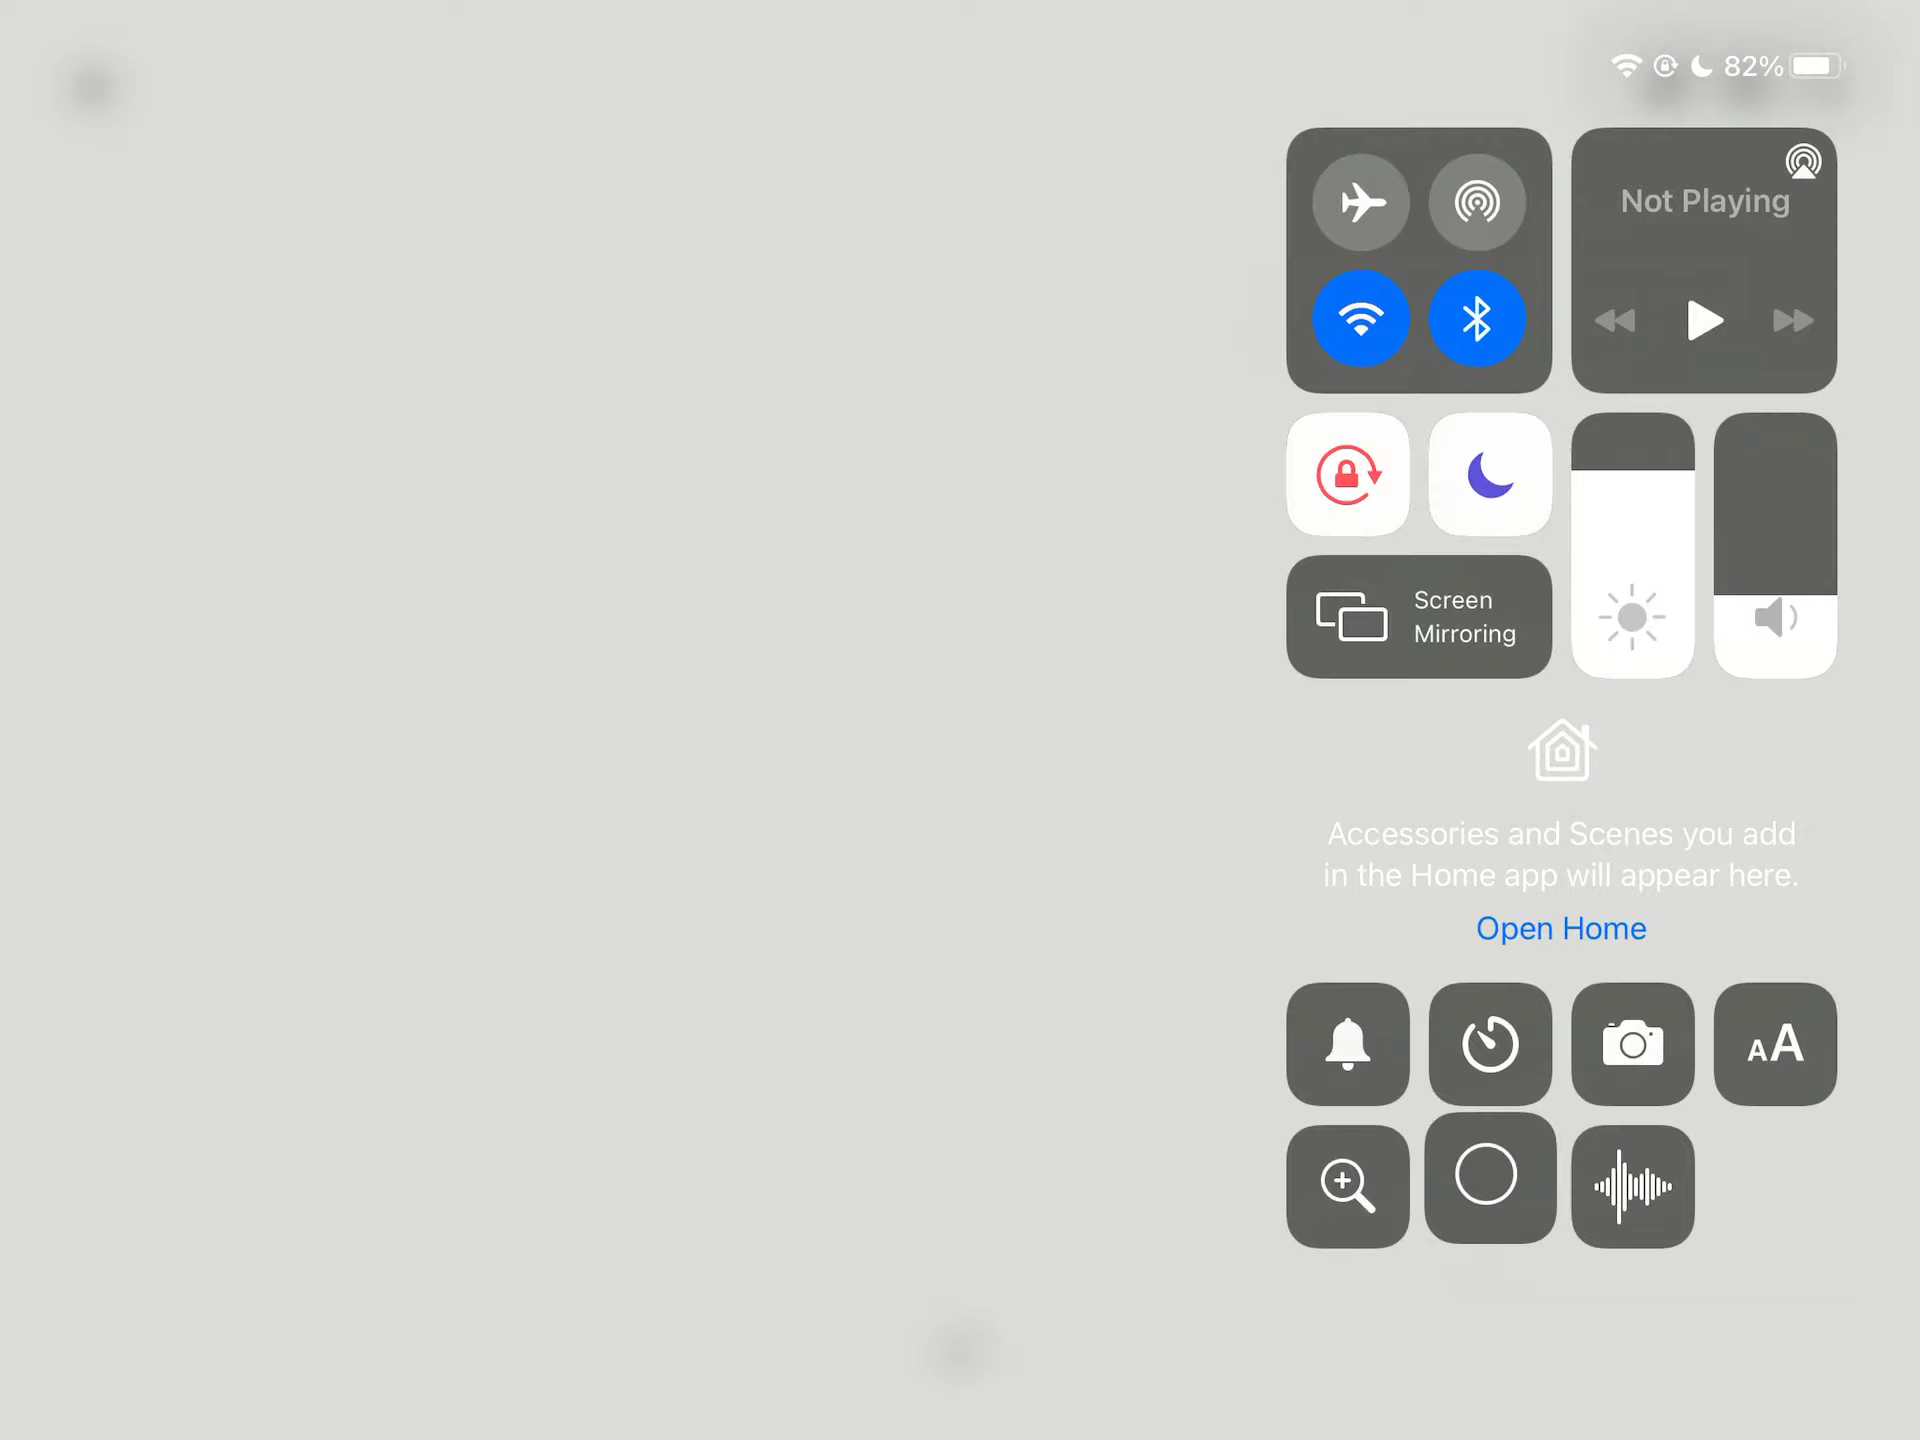 82%
Not Playing
Screen
Mirroring
Accessories and Scenes you add
in the Home app will appear here.
Open Home
AA